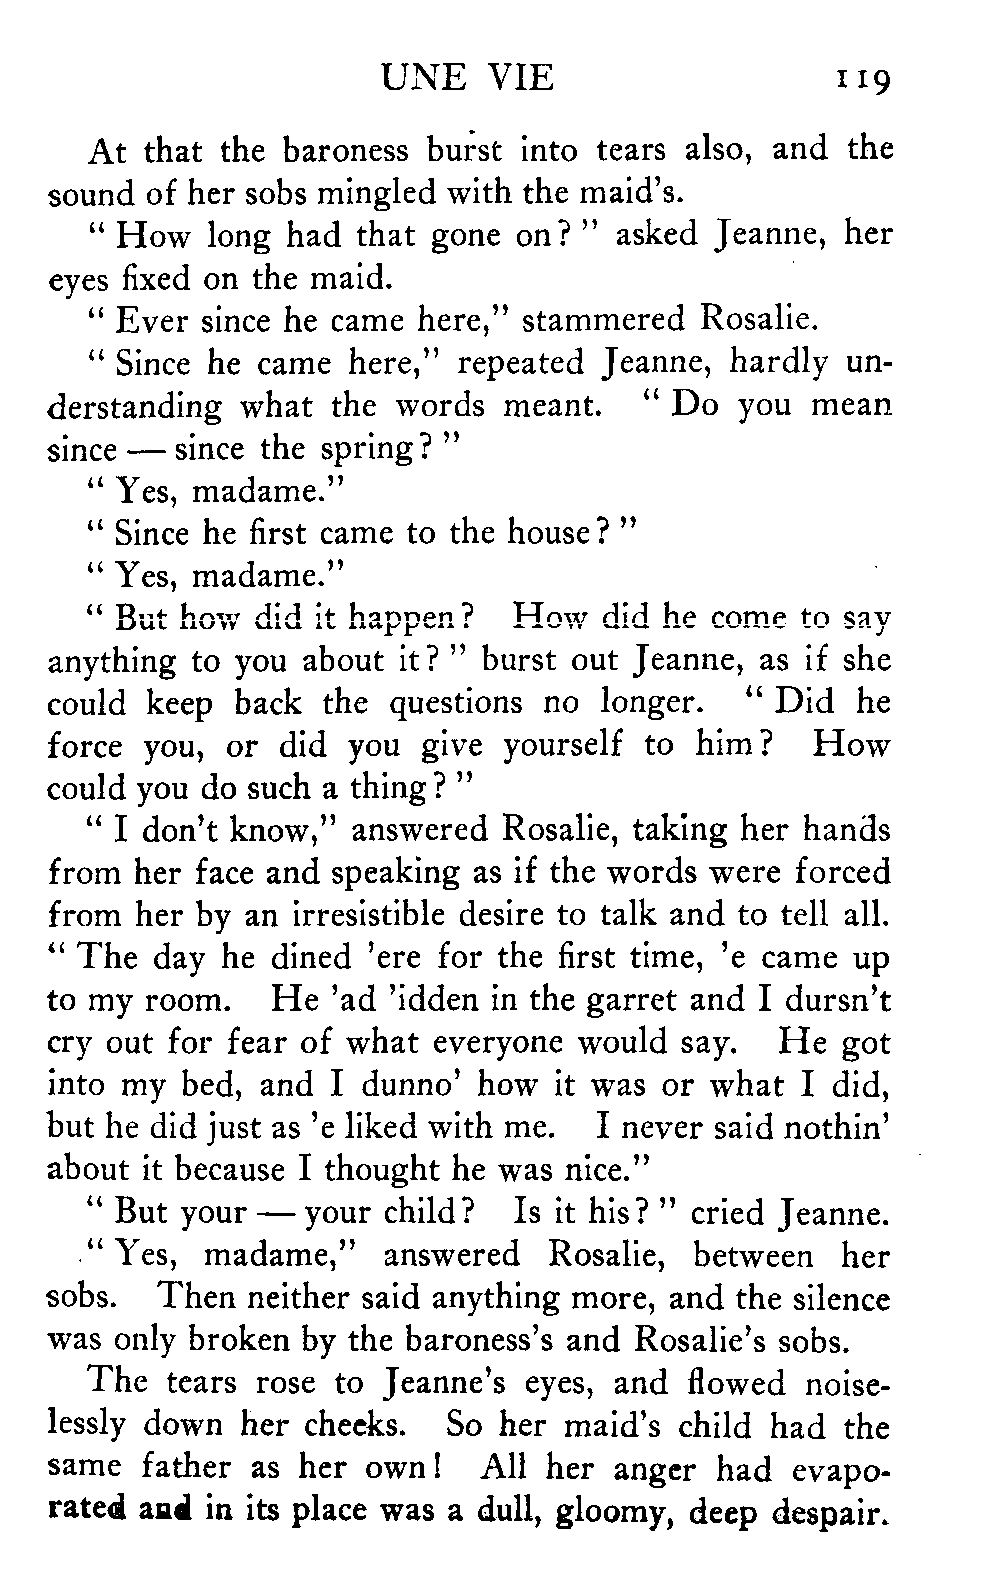 UNE VIE 119
At that the baroness burst into tears also, and the
sound of her sobs mingled with the maid's.
" How long had that gone on? " asked Jeanne, her
eyes fixed on the maid.
" Ever since he came here," stammered Rosalie.
" Since he came here," repeated Jeanne, hardly un-
derstanding what the words meant. " Do you mean
since — since the spring? "
" Yes, madame."
" Since he first came to the house? "
" Yes, madame."
" But how did it happen? How did he come to say
anything to you about it? " burst out Jeanne, as if she
could keep back the questions no longer. " Did he
force you, or did you give yourself to him? How
could you do such a thing? "
" I don't know," answered Rosalie, taking her hands
from her face and speaking as if the words were forced
from her by an irresistible desire to talk and to tell all.
" The day he dined 'ere for the first time, 'e came up
to my room. He 'ad 'idden in the garret and I dursn't
cry out for fear of what everyone would say. He got
into my bed, and I dunno' how it was or what I did,
but he did just as 'e liked with me. I never said nothin'
about it because I thought he was nice."
" But your — your child? Is it his? " cried Jeanne.
" Yes, madame," answered Rosalie, between her
sobs. Then neither said anything more, and the silence
was only broken by the baroness's and Rosalie's sobs.
The tears rose to Jeanne's eyes, and flowed noise-
lessly down her cheeks. So her maid's child had the
same father as her own! All her anger had evapo-
rated and in its place was a dull, gloomy, deep despair.